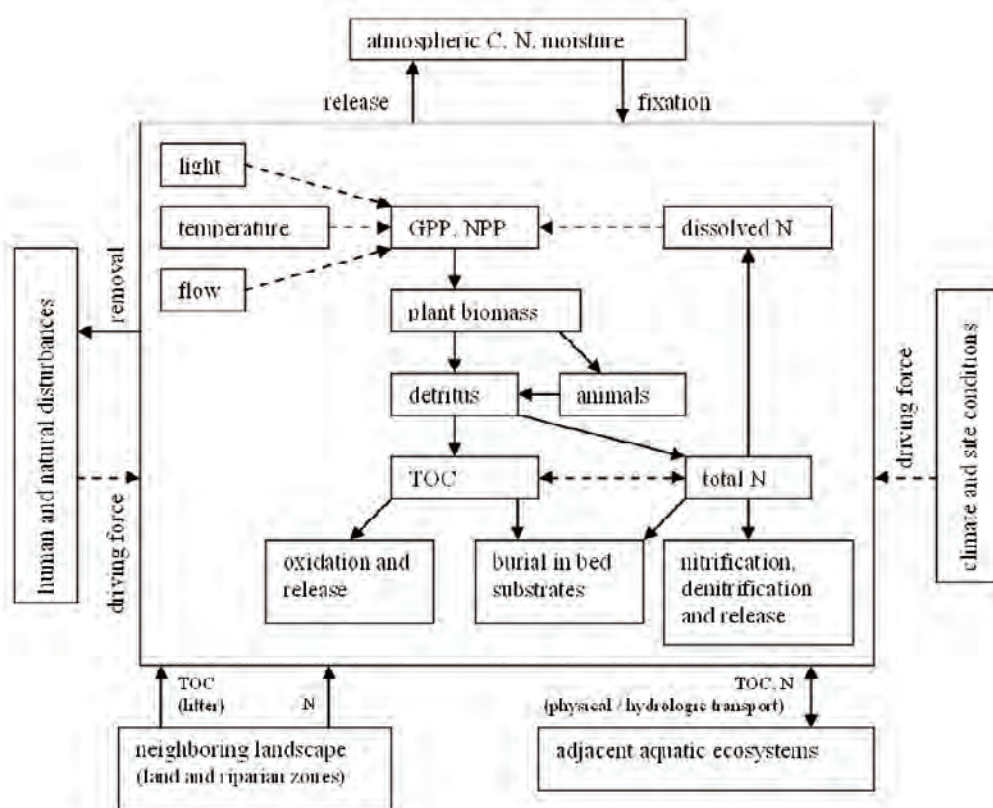 atmospheric C, N, moisture
release
fixation
light
temperature
GPP, NPP
dissolved N
flow
removal
plant biomass
human and natural disturbances
climate and site conditions
detritus
animals
driving force
TOC
total N
driving force
oxidation and
release
burial in bed
substrates
nitrification,
denitrification
and release
TOC
(litter)
N
TOC, N
(physical / hydrologic transport)
neighboring landscape
(land and riparian zones)
adjacent aquatic ecosystems